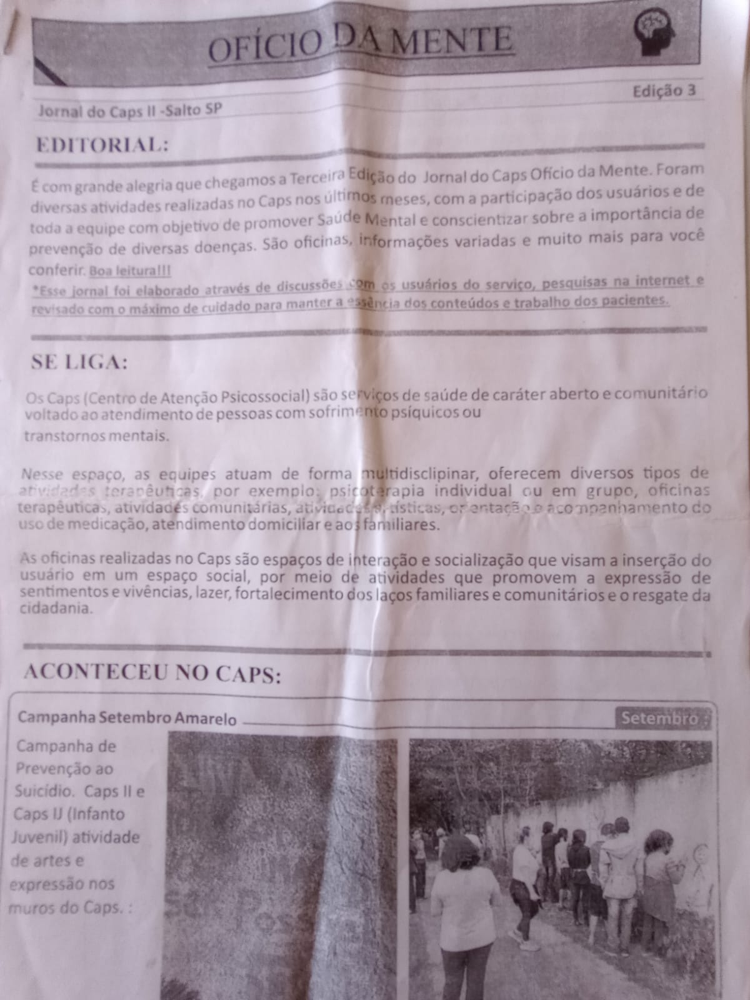 OFÍCIO DA MENTE
Edição 3
Jornal do Caps II -Salto SP
EDITORIAL:
É com grande alegria que chegamos a Terceira Edição do Jornal do Caps Ofício da Mente. Foram
diversas atividades realizadas no Caps nos últimos meses, com a participação dos usuários e de
toda a equipe com objetivo de promover Saúde Mental e conscientizar sobre a importância de
prevenção de diversas doenças. São oficinas, informações variadas e muito mais para você
conferir. Boa leitura!!!
*Esse jornal foi elaborado através de discussões com os usuários do serviço, pesquisas na internet e
revisado com o máximo de cuidado para manter a essência dos conteúdos e trabalho dos pacientes.
SE LIGA:
Os Caps (Centro de Atenção Psicossocial) são serviços de saúde de caráter aberto e comunitário
voltado ao atendimento de pessoas com sofrimento psíquicos ou
transtornos mentais.
Nesse espaço, as equipes atuam de forma multidisclipinar, oferecem diversos tipos de
atividades terapêuticas, por exemplo: psicoterapia individual ou em grupo, oficinas
terapêuticas, atividades comunitárias, atividades artísticas, orientação e acompanhamento do
uso de medicação, atendimento domiciliar e aos familiares.
As oficinas realizadas no Caps são espaços de interação e socialização que visam a inserção do
usuário em um espaço social, por meio de atividades que promovem a expressão de
sentimentos e vivências, lazer, fortalecimento dos laços familiares e comunitários e o resgate da
cidadania.
ACONTECEU NO CAPS:
Campanha Setembro Amarelo
Setembro :
Campanha de
Prevenção ao
Suicídio. Caps II e
Caps IJ (Infanto
Juvenil) atividade
de artes e
expressão nos
muros do Caps. :